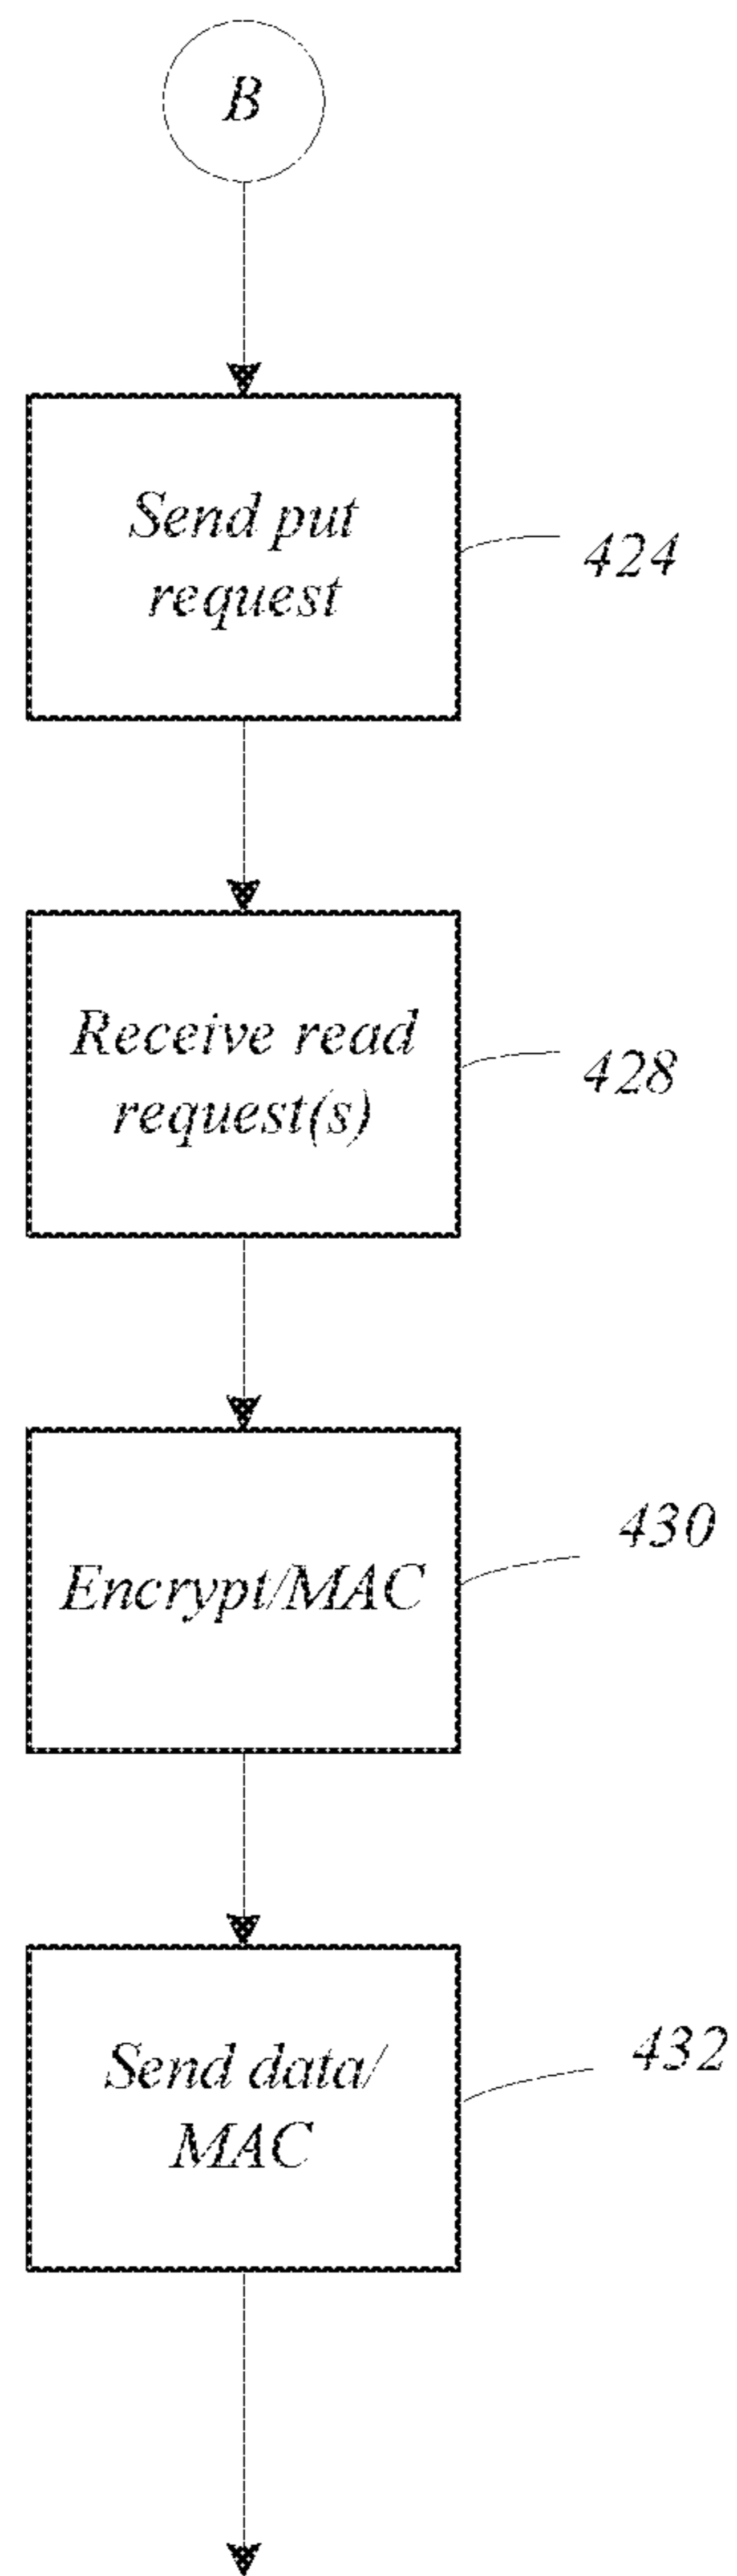 B
Send put
request
424
Receive read
request(s)
428
Encrypt/MAC
430
Send data/
MAC
432